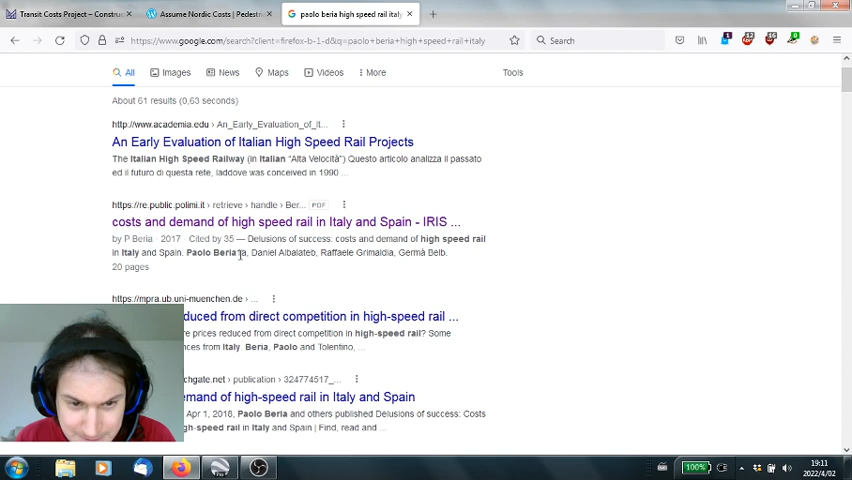 Transit Costs Project – Construc
Assume Nordic Costs | Pedestri
paolo beria high speed rail italy
https://www.google.com/search?client=firefox-b-1-d&q=paolo+beria+high+speed+rail+italy
Search
All Images News Maps Videos More Tools
About 61 results (0,63 seconds)
http://www.academia.edu › An_Early_Evaluation_of_It...
An Early Evaluation of Italian High Speed Rail Projects
The Italian High Speed Railway (in Italian "Alta Velocità") Questo articolo analizza il passato
ed il futuro di questa rete, laddove was conceived in 1990 ...
https://re.public.polimi.it › retrieve › handle › Ber... PDF
costs and demand of high speed rail in Italy and Spain - IRIS ...
by P Beria · 2017 · Cited by 35 — Delusions of success: costs and demand of high speed rail
in Italy and Spain. Paolo Beria a, Daniel Albalateb, Raffaele Grimaldia, Germà Belb.
20 pages
https://mpra.ub.uni-muenchen.de › ...
duced from direct competition in high-speed rail ...
re prices reduced from direct competition in high-speed rail? Some
nces from Italy. Beria, Paolo and Tolentino, ...
chgate.net › publication › 324774517_...
emand of high-speed rail in Italy and Spain
Apr 1, 2018, Paolo Beria and others published Delusions of success: Costs
gh-speed rail in Italy and Spain | Find, read and ...
100%
19:11
2022/4/02